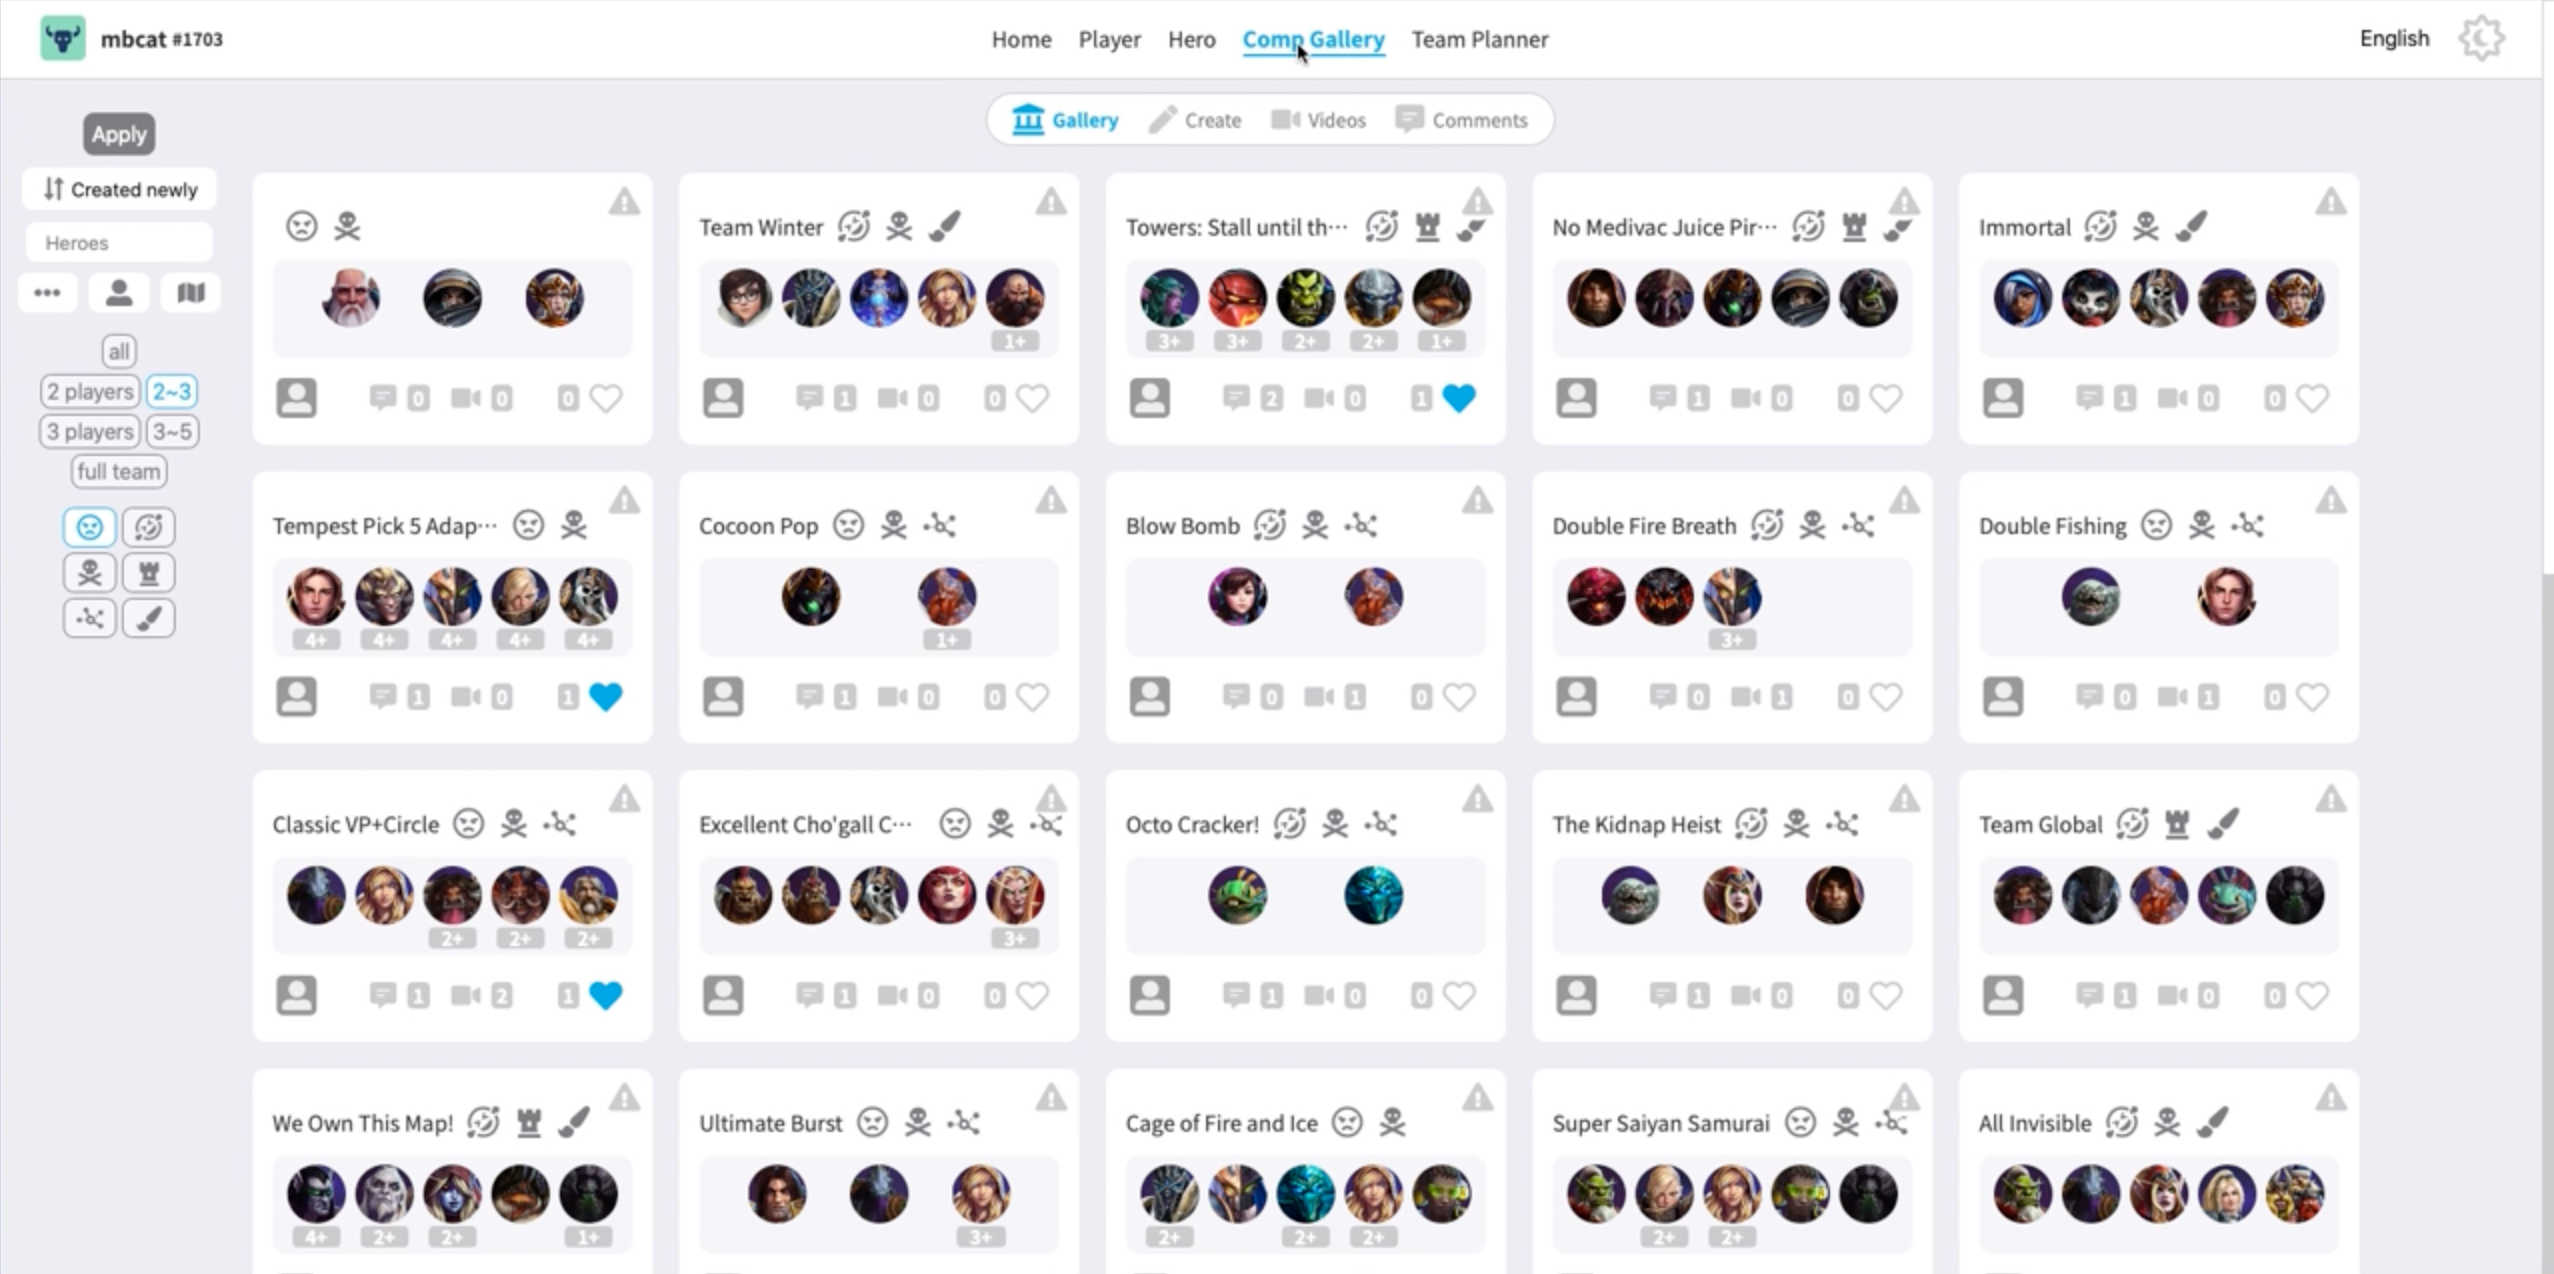 mbcat #1703 Home Player Hero Comp Gallery Team Planner English
Gallery Create Videos Comments
Apply
Created newly
Heroes
all
2 players 2~3
3 players 3~5
full team
Team Winter Towers: Stall until th··· No Medivac Juice Pir··· Immortal
1+ 3+ 3+ 2+ 2+ 1+
0 0 0 1 0 0 2 0 1 1 0 0 1 0 0
Tempest Pick 5 Adap··· Cocoon Pop Blow Bomb Double Fire Breath Double Fishing
4+ 4+ 4+ 4+ 4+ 1+ 3+
1 0 1 1 0 0 0 1 0 0 1 0 0 1 0
Classic VP+Circle Excellent Cho'gall C··· Octo Cracker! The Kidnap Heist Team Global
2+ 2+ 2+ 3+
1 2 1 1 0 0 1 0 0 1 0 0 1 0 0
We Own This Map! Ultimate Burst Cage of Fire and Ice Super Saiyan Samurai All Invisible
4+ 2+ 2+ 1+ 3+ 2+ 2+ 2+ 2+ 2+